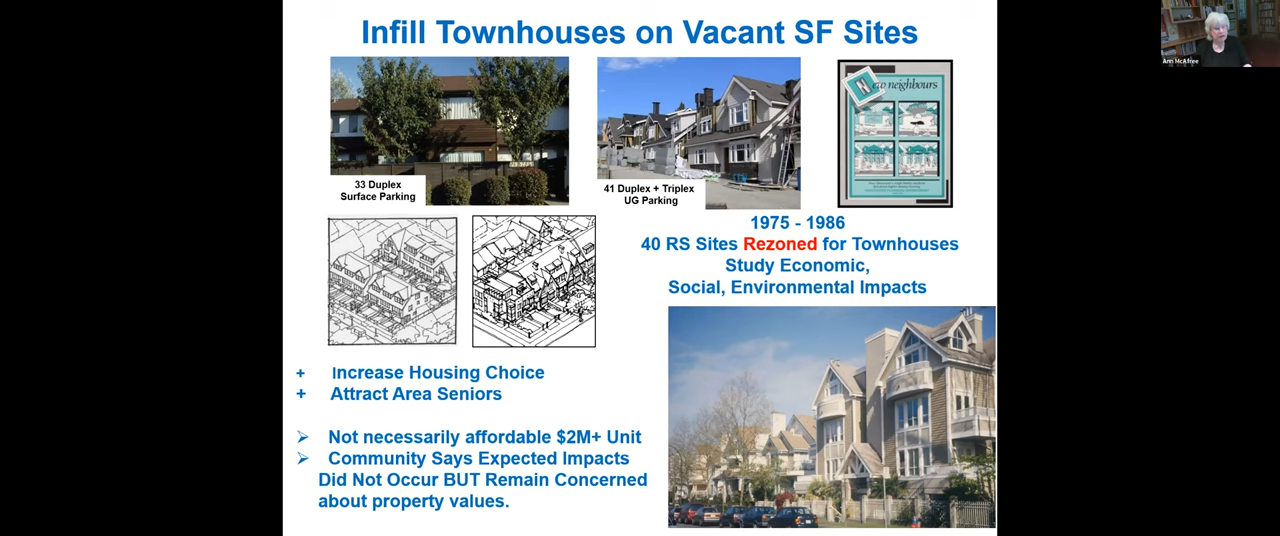 Infill Townhouses on Vacant SF Sites
Ann McAfee
33 Duplex
Surface Parking
41 Duplex + Triplex
UG Parking
New neighbours
1975 - 1986
40 RS Sites Rezoned for Townhouses
Study Economic,
Social, Environmental Impacts
+ Increase Housing Choice
+ Attract Area Seniors
➢ Not necessarily affordable $2M+ Unit
➢ Community Says Expected Impacts
Did Not Occur BUT Remain Concerned
about property values.